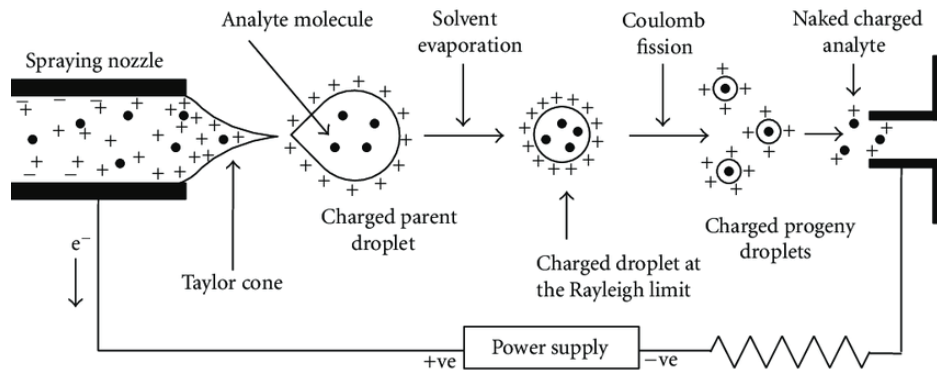 Analyte molecule
Solvent
evaporation
Coulomb
fission
Naked charged
analyte
Spraying nozzle
Charged parent
droplet
Charged progeny
droplets
e⁻
Taylor cone
Charged droplet at
the Rayleigh limit
+ve
Power supply
−ve